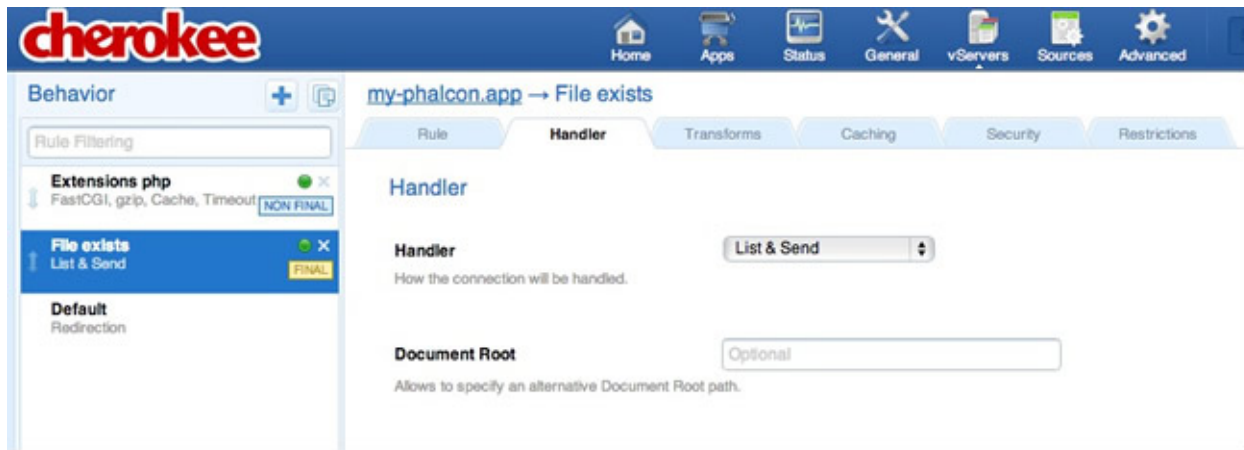 cherokee
Home Apps Status General vServers Sources Advanced
Behavior
Rule Filtering
Extensions php
FastCGI, gzip, Cache, Timeout NON FINAL
File exists
List & Send FINAL
Default
Redirection
my-phalcon.app → File exists
Rule Handler Transforms Caching Security Restrictions
Handler
Handler List & Send
How the connection will be handled.
Document Root Optional
Allows to specify an alternative Document Root path.